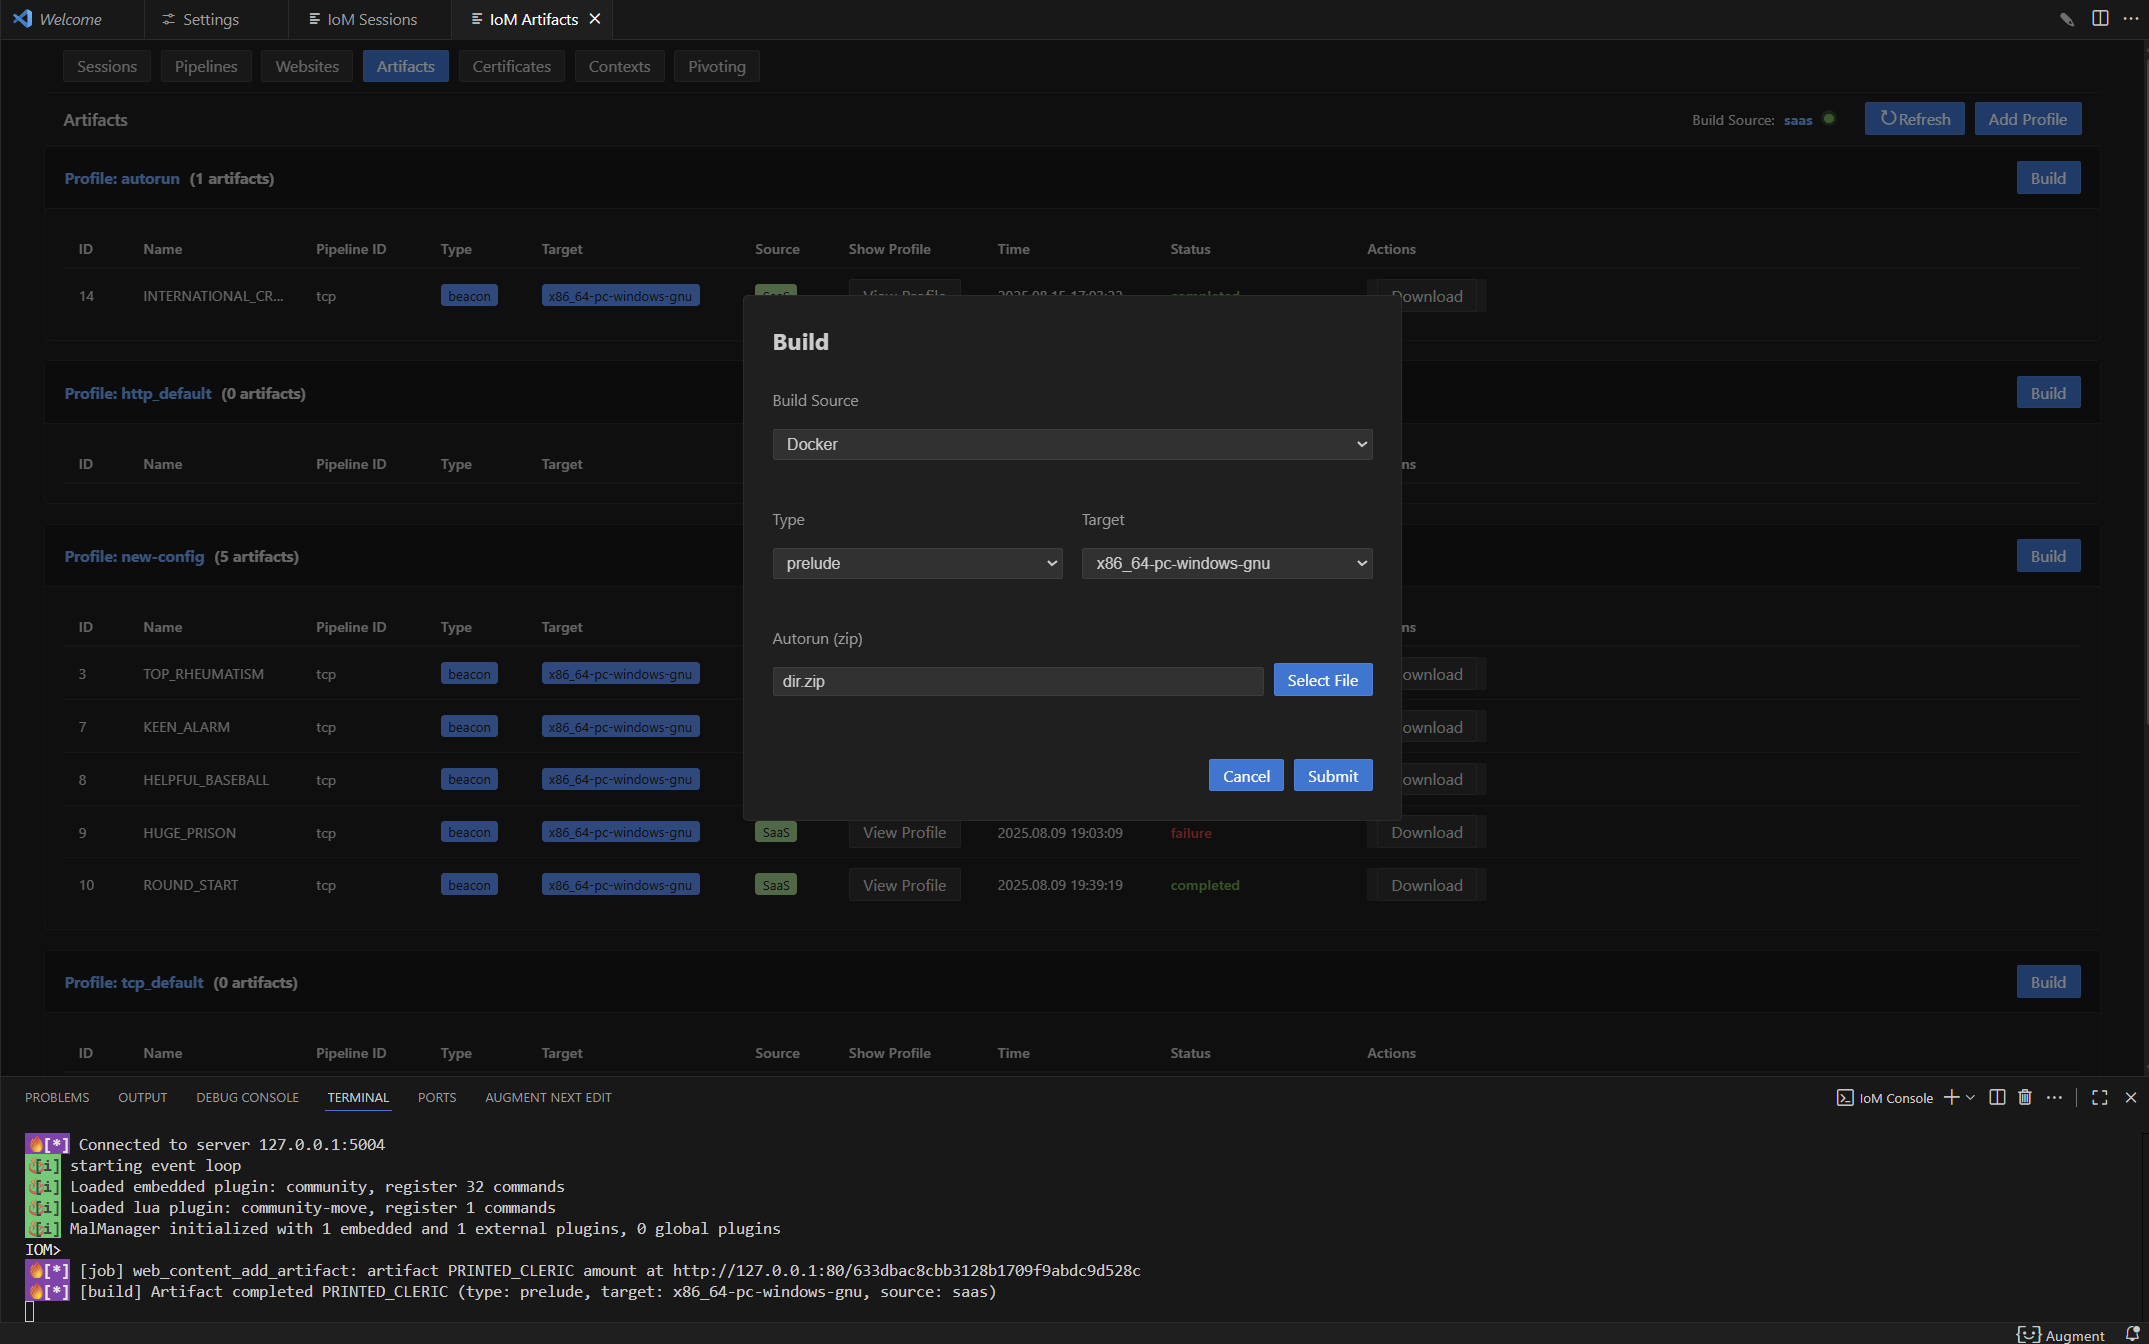 Welcome
Settings
IoM Sessions
IoM Artifacts
Sessions
Pipelines
Websites
Artifacts
Certificates
Contexts
Pivoting
Artifacts
Build Source: saas
Refresh
Add Profile
Profile: autorun (1 artifacts)
Build
ID Name Pipeline ID Type Target Source Show Profile Time Status Actions
14 INTERNATIONAL_CR... tcp beacon x86_64-pc-windows-gnu SaaS View Profile 2025.08.15 17:03:22 completed Download
Profile: http_default (0 artifacts)
Build
ID Name Pipeline ID Type Target ns
Profile: new-config (5 artifacts)
Build
ID Name Pipeline ID Type Target ns
3 TOP_RHEUMATISM tcp beacon x86_64-pc-windows-gnu ownload
7 KEEN_ALARM tcp beacon x86_64-pc-windows-gnu ownload
8 HELPFUL_BASEBALL tcp beacon x86_64-pc-windows-gnu ownload
9 HUGE_PRISON tcp beacon x86_64-pc-windows-gnu SaaS View Profile 2025.08.09 19:03:09 failure Download
10 ROUND_START tcp beacon x86_64-pc-windows-gnu SaaS View Profile 2025.08.09 19:39:19 completed Download
Profile: tcp_default (0 artifacts)
Build
ID Name Pipeline ID Type Target Source Show Profile Time Status Actions
Build
Build Source
Docker
Type Target
prelude x86_64-pc-windows-gnu
Autorun (zip)
dir.zip Select File
Cancel Submit
PROBLEMS OUTPUT DEBUG CONSOLE TERMINAL PORTS AUGMENT NEXT EDIT
IoM Console
[*] Connected to server 127.0.0.1:5004
[i] starting event loop
[i] Loaded embedded plugin: community, register 32 commands
[i] Loaded lua plugin: community-move, register 1 commands
[i] MalManager initialized with 1 embedded and 1 external plugins, 0 global plugins
IOM>
[*] [job] web_content_add_artifact: artifact PRINTED_CLERIC amount at http://127.0.0.1:80/633dbac8cbb3128b1709f9abdc9d528c
[*] [build] Artifact completed PRINTED_CLERIC (type: prelude, target: x86_64-pc-windows-gnu, source: saas)
Augment